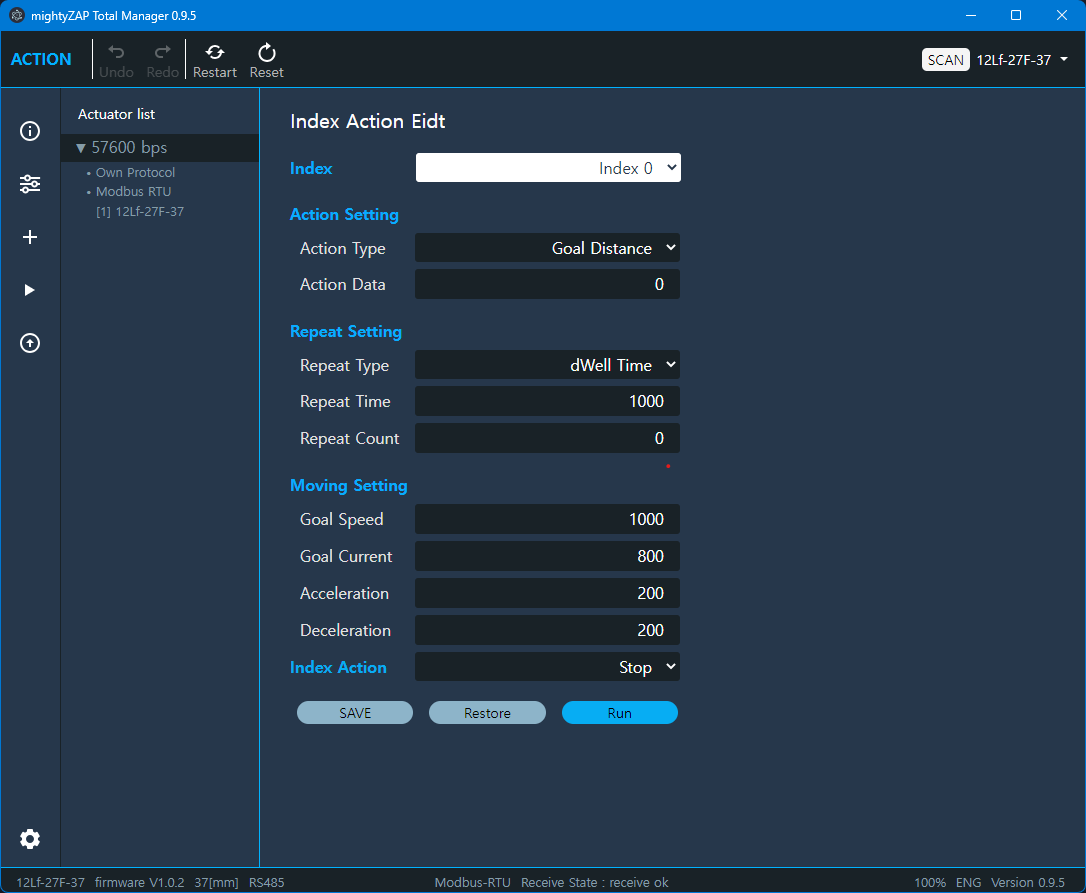 mightyZAP Total Manager 0.9.5
ACTION Undo Redo Restart Reset SCAN 12Lf-27F-37
Actuator list
▼ 57600 bps
• Own Protocol
• Modbus RTU
[1] 12Lf-27F-37
Index Action Eidt
Index Index 0
Action Setting
Action Type Goal Distance
Action Data 0
Repeat Setting
Repeat Type dWell Time
Repeat Time 1000
Repeat Count 0
Moving Setting
Goal Speed 1000
Goal Current 800
Acceleration 200
Deceleration 200
Index Action Stop
SAVE Restore Run
12Lf-27F-37 firmware V1.0.2 37[mm] RS485 Modbus-RTU Receive State : receive ok 100% ENG Version 0.9.5